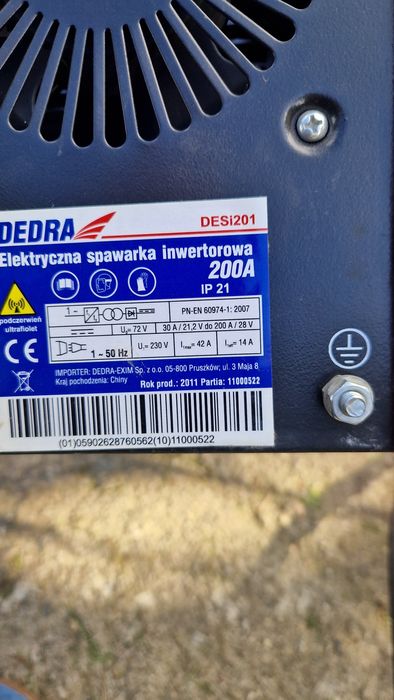 DEDRA
DESi201
Elektryczna spawarka inwertorowa
200A
IP 21
podczerwień
ultrafiolet
1~
PN-EN 60974-1: 2007
U₀= 72 V
30 A / 21,2 V do 200 A / 28 V
1 ~ 50 Hz
U₁= 230 V
I₁max= 42 A
I₁eff= 14 A
CE
IMPORTER: DEDRA-EXIM Sp. z o.o. 05-800 Pruszków, ul. 3 Maja 8
Kraj pochodzenia: Chiny
Rok prod.: 2011 Partia: 11000522
(01)05902628760562(10)11000522